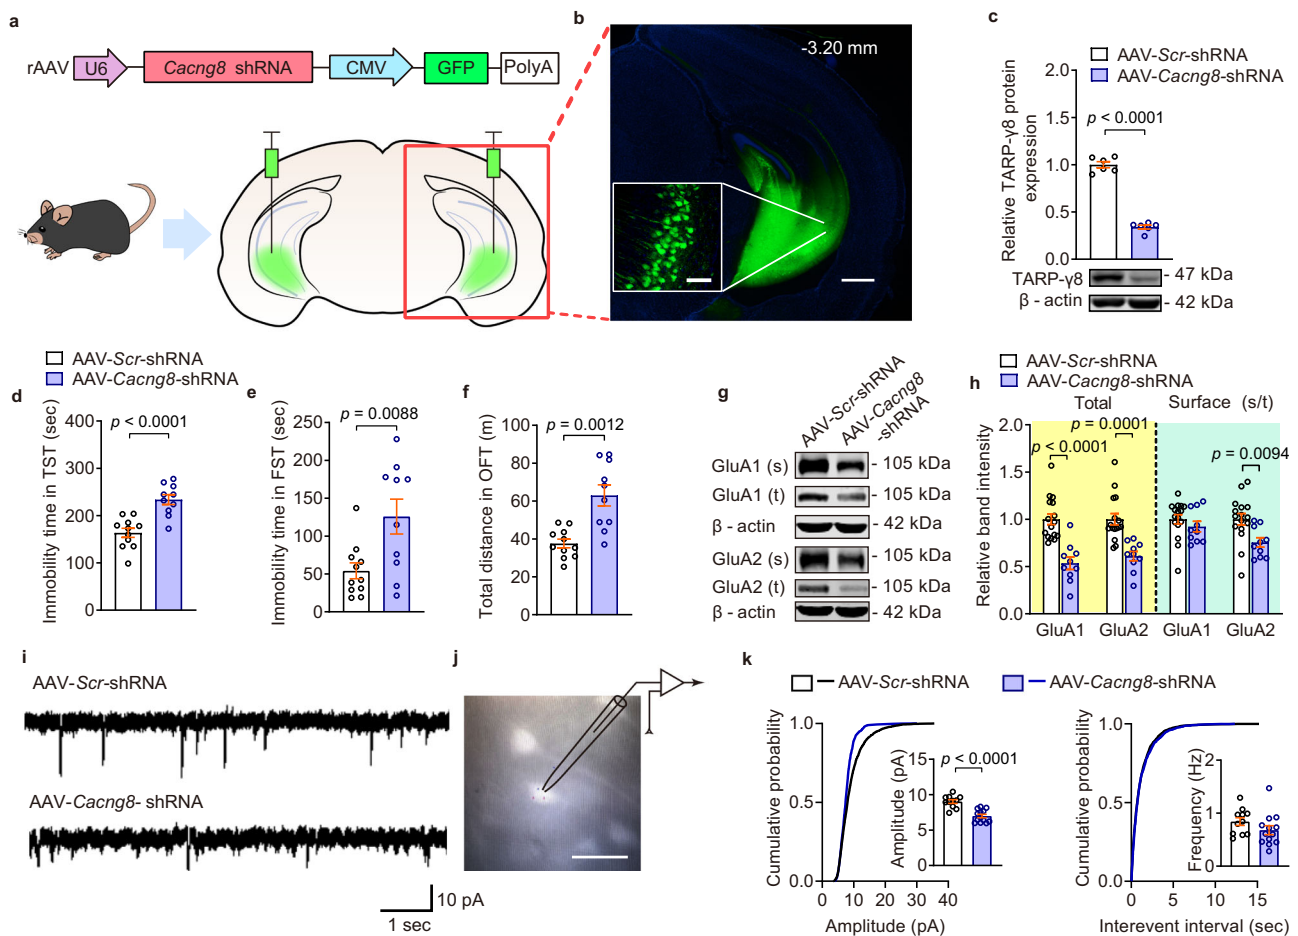 a
rAAV U6 Cacng8 shRNA CMV GFP PolyA
b
-3.20 mm
c
AAV-Scr-shRNA
AAV-Cacng8-shRNA
Relative TARP-γ8 protein
expression
2.0
1.5
1.0
0.5
0.0
p < 0.0001
TARP-γ8 - 47 kDa
β - actin - 42 kDa
AAV-Scr-shRNA
AAV-Cacng8-shRNA
d
Immobility time in TST (sec)
400
300
200
100
0
p < 0.0001
e
Immobility time in FST (sec)
250
200
150
100
50
0
p = 0.0088
f
Total distance in OFT (m)
100
80
60
40
20
0
p = 0.0012
g
AAV-Scr-shRNA
AAV-Cacng8
-shRNA
GluA1 (s) - 105 kDa
GluA1 (t) - 105 kDa
β - actin - 42 kDa
GluA2 (s) - 105 kDa
GluA2 (t) - 105 kDa
β - actin - 42 kDa
h
AAV-Scr-shRNA
AAV-Cacng8-shRNA
Total Surface (s/t)
Relative band intensity
2.0
1.5
1.0
0.5
0.0
p < 0.0001
p = 0.0001
p = 0.0094
GluA1 GluA2 GluA1 GluA2
i
AAV-Scr-shRNA
AAV-Cacng8- shRNA
10 pA
1 sec
j
k
AAV-Scr-shRNA AAV-Cacng8-shRNA
Cumulative probability
1.0
0.5
0.0
0 10 20 30 40
Amplitude (pA)
Amplitude (pA)
15
10
5
0
p < 0.0001
Cumulative probability
1.0
0.5
0.0
0 5 10 15
Interevent interval (sec)
Frequency (Hz)
2
1
0